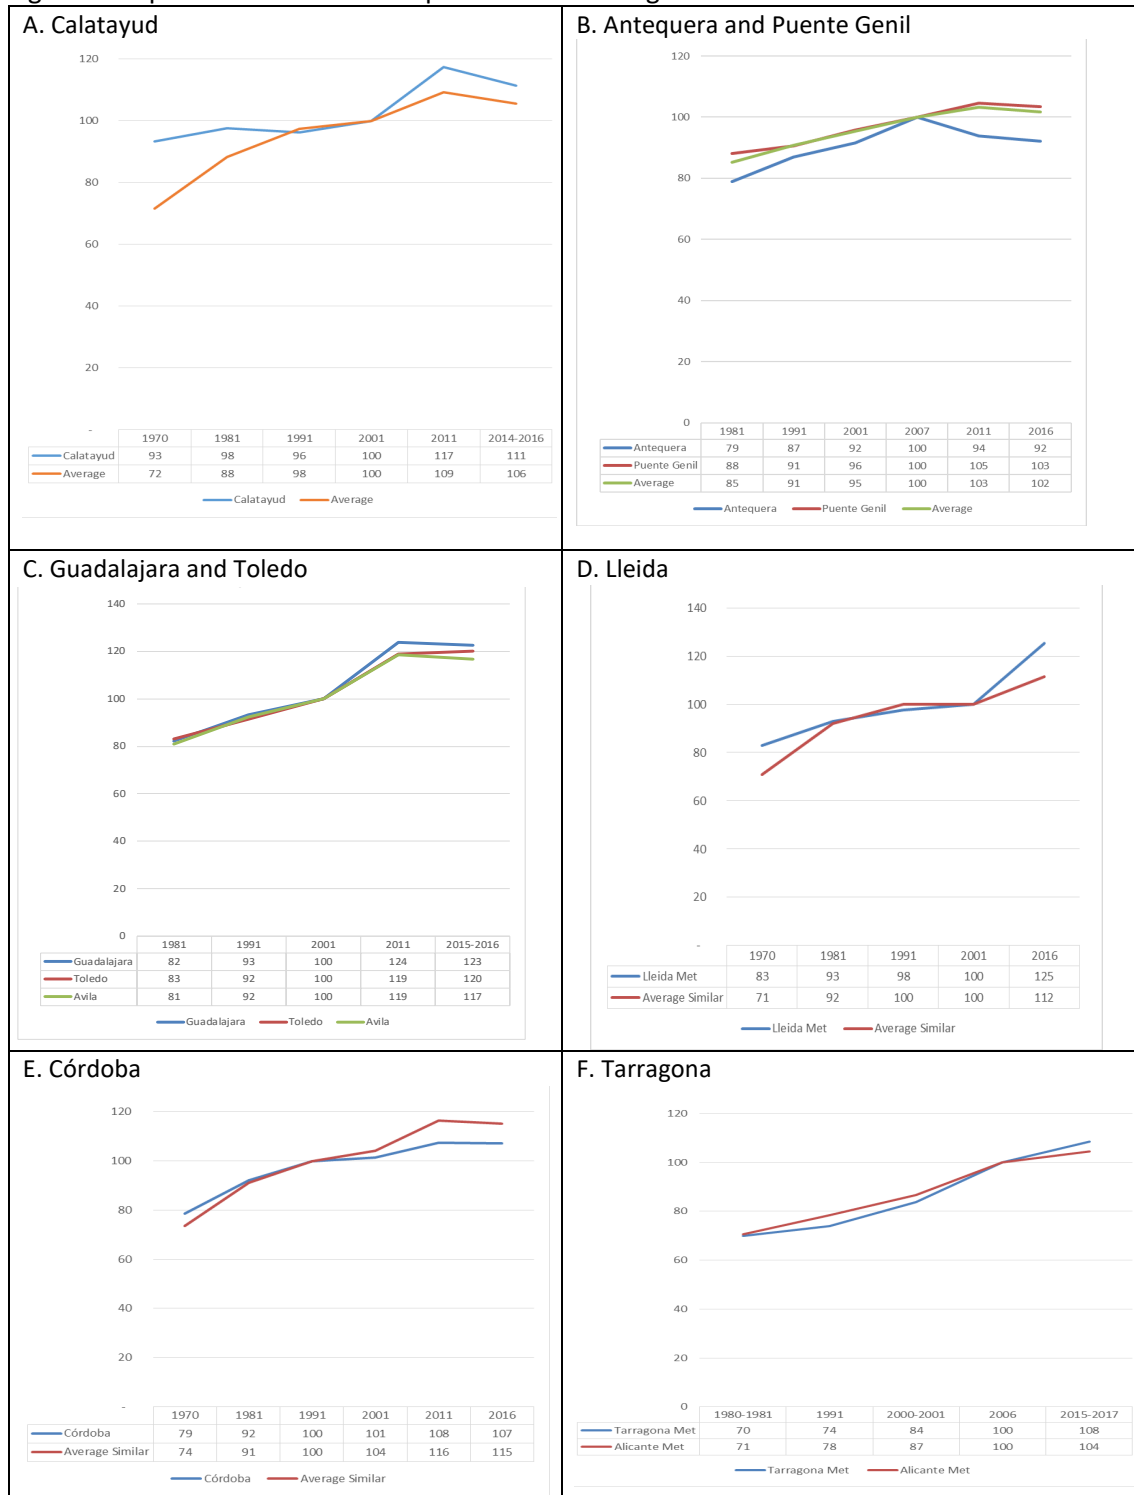 A. Calatayud
120
100
80
60
40
20
-
1970 1981 1991 2001 2011 2014-2016
Calatayud 93 98 96 100 117 111
Average 72 88 98 100 109 106
Calatayud Average
B. Antequera and Puente Genil
120
100
80
60
40
20
0
1981 1991 2001 2007 2011 2016
Antequera 79 87 92 100 94 92
Puente Genil 88 91 96 100 105 103
Average 85 91 95 100 103 102
Antequera Puente Genil Average
C. Guadalajara and Toledo
140
120
100
80
60
40
20
0
1981 1991 2001 2011 2015-2016
Guadalajara 82 93 100 124 123
Toledo 83 92 100 119 120
Avila 81 92 100 119 117
Guadalajara Toledo Avila
D. Lleida
140
120
100
80
60
40
20
-
1970 1981 1991 2001 2016
Lleida Met 83 93 98 100 125
Average Similar 71 92 100 100 112
Lleida Met Average Similar
E. Córdoba
120
100
80
60
40
20
-
1970 1981 1991 2001 2011 2016
Córdoba 79 92 100 101 108 107
Average Similar 74 91 100 104 116 115
Córdoba Average Similar
F. Tarragona
120
100
80
60
40
20
0
1980-1981 1991 2000-2001 2006 2015-2017
Tarragona Met 70 74 84 100 108
Alicante Met 71 78 87 100 104
Tarragona Met Alicante Met